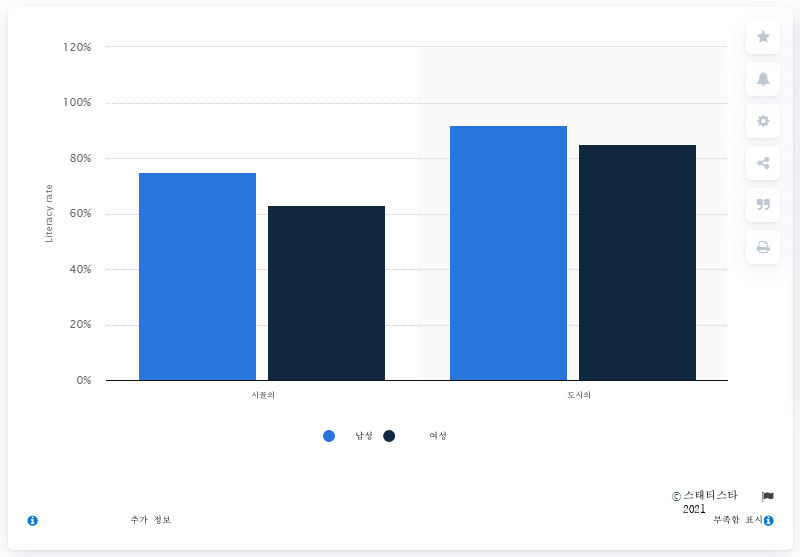 120%
100%
80%
60%
40%
20%
0%
Literacy rate
시골의
도시의
남성
여성
© 스태티스타
2021
추가 정보
부족함 표시